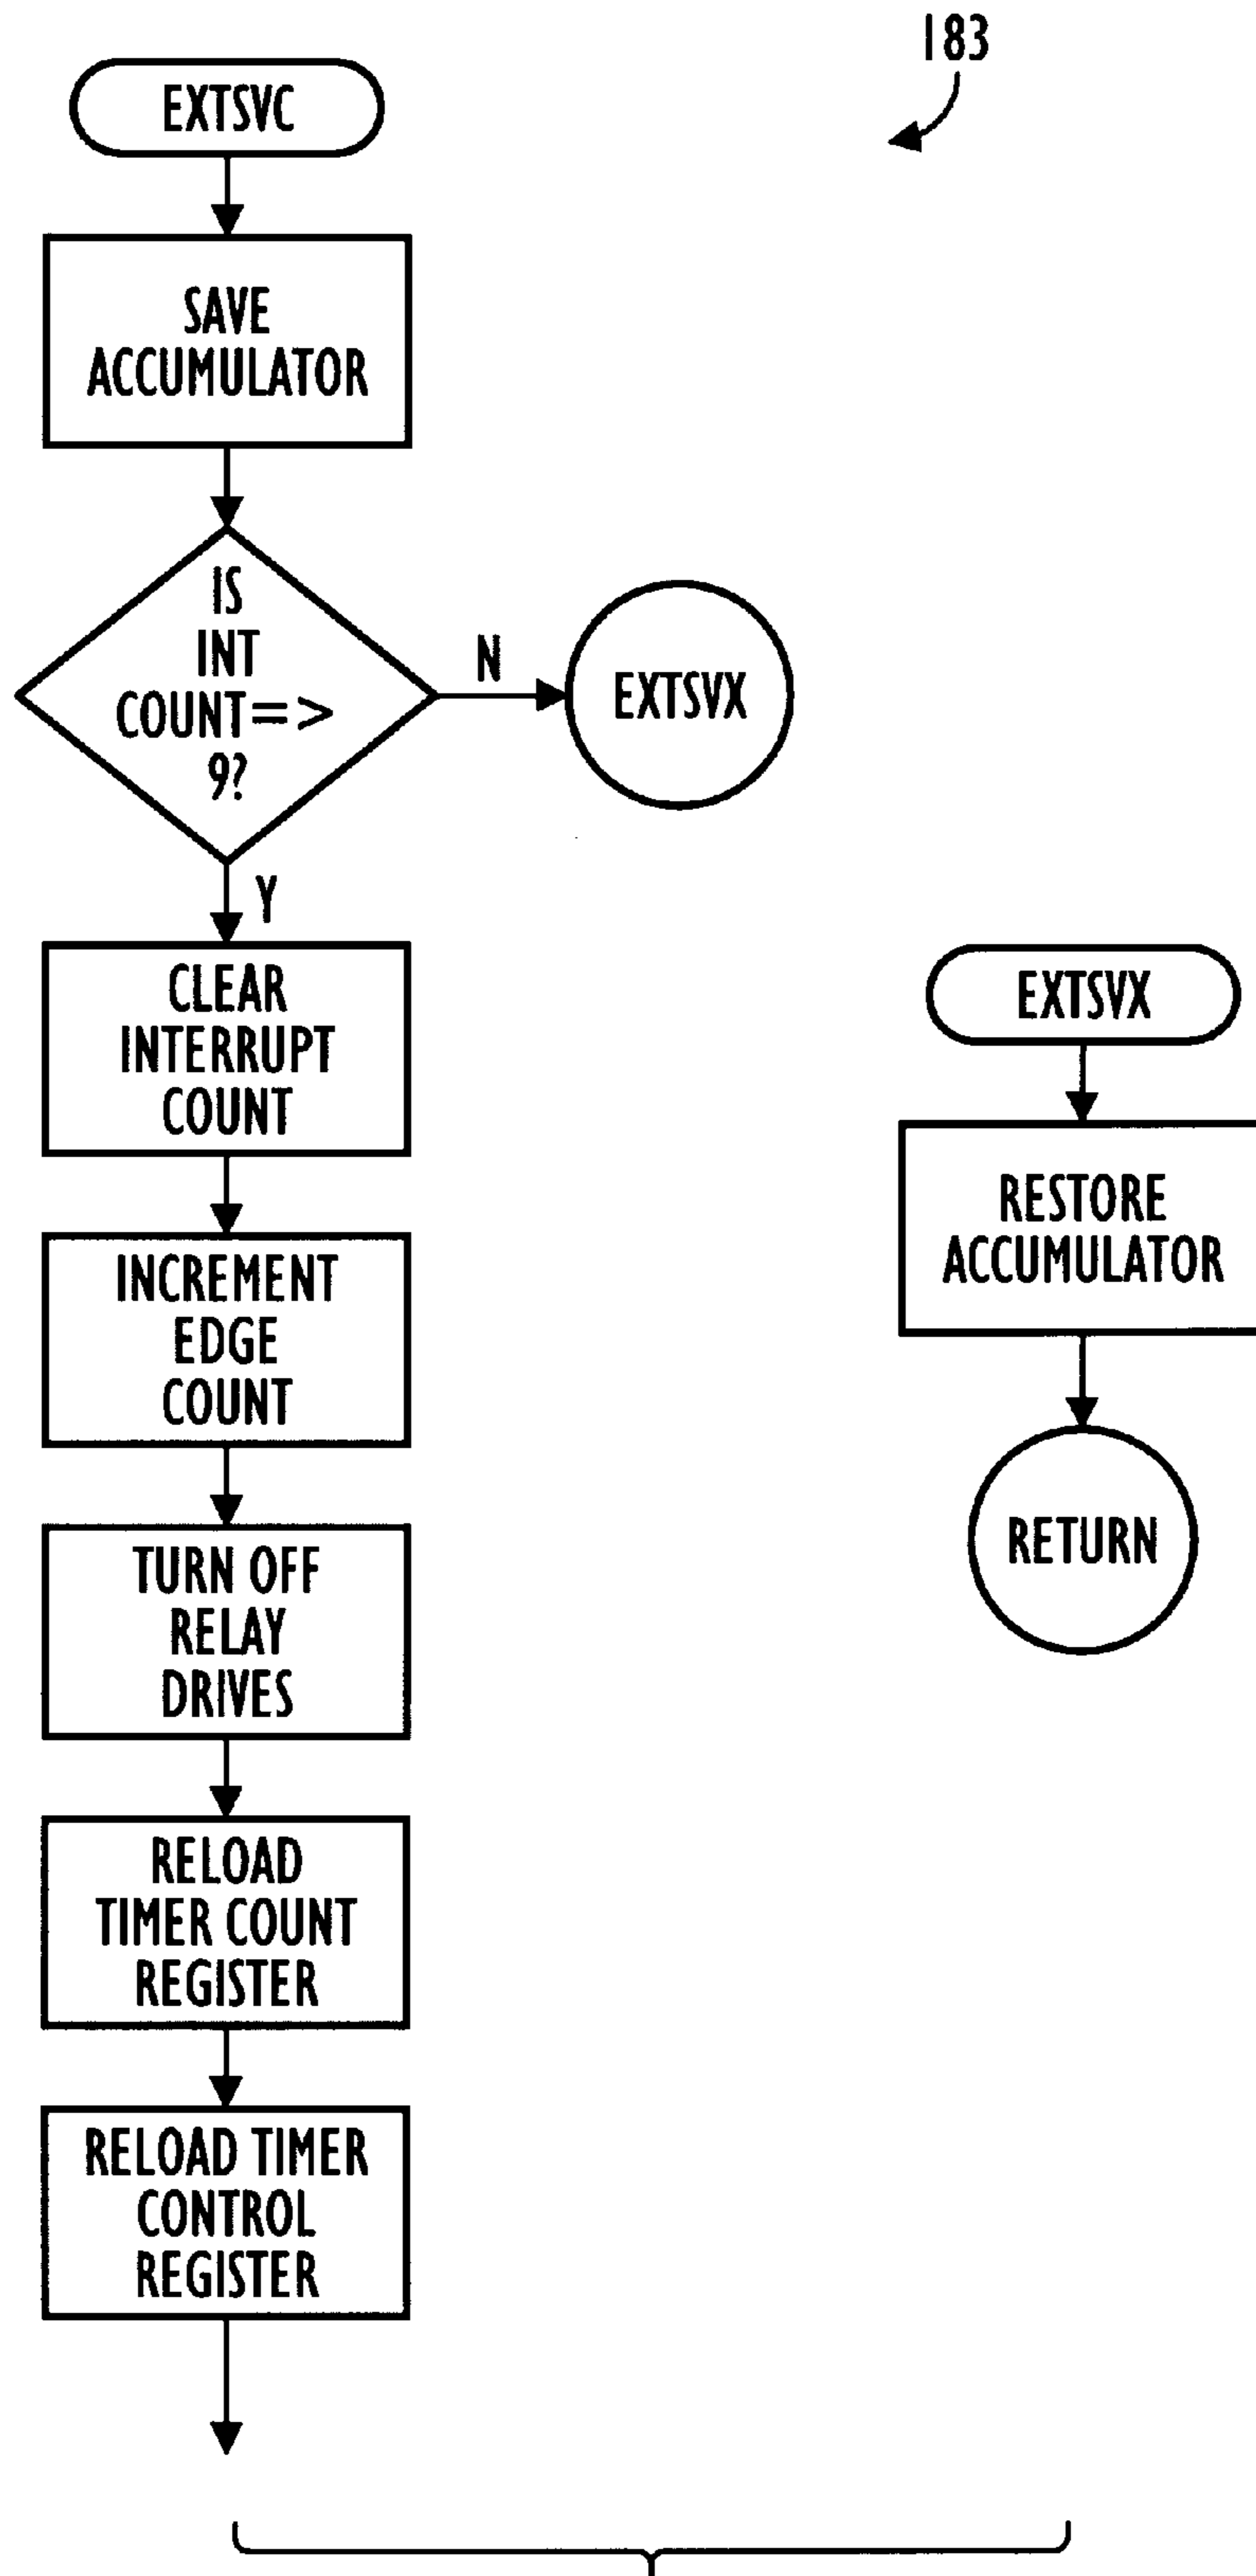 183
EXTSVC
SAVE
ACCUMULATOR
IS
INT
COUNT=>
9?
N
EXTSVX
Y
CLEAR
INTERRUPT
COUNT
INCREMENT
EDGE
COUNT
TURN OFF
RELAY
DRIVES
RELOAD
TIMER COUNT
REGISTER
RELOAD TIMER
CONTROL
REGISTER
EXTSVX
RESTORE
ACCUMULATOR
RETURN